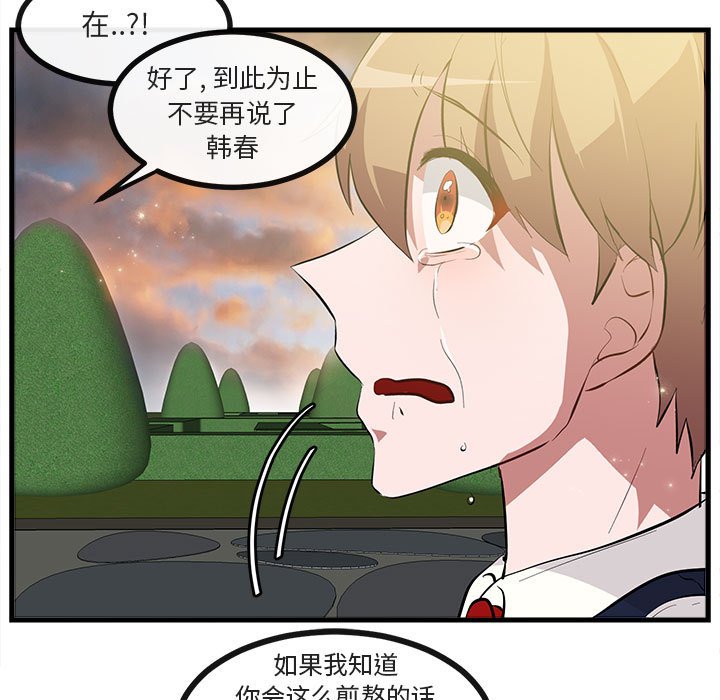 在..?!
好了, 到此为止
不要再说了
韩春
如果我知道
你会这么煎熬的话